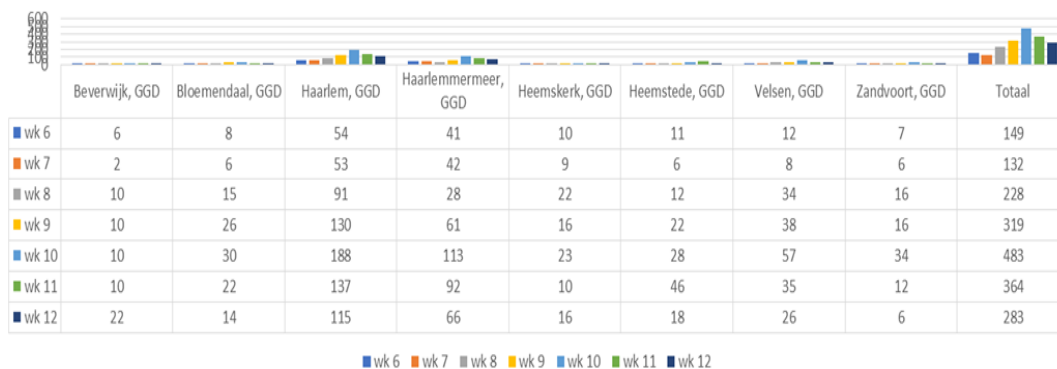 600
100
0
Beverwijk, GGD Bloemendaal, GGD Haarlem, GGD Haarlemmermeer, GGD Heemskerk, GGD Heemstede, GGD Velsen, GGD Zandvoort, GGD Totaal
wk 6 6 8 54 41 10 11 12 7 149
wk 7 2 6 53 42 9 6 8 6 132
wk 8 10 15 91 28 22 12 34 16 228
wk 9 10 26 130 61 16 22 38 16 319
wk 10 10 30 188 113 23 28 57 34 483
wk 11 10 22 137 92 10 46 35 12 364
wk 12 22 14 115 66 16 18 26 6 283
wk 6 wk 7 wk 8 wk 9 wk 10 wk 11 wk 12